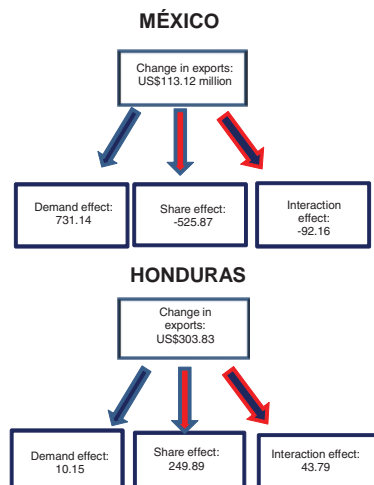 MÉXICO
Change in exports:
US$113.12 million
Demand effect:
731.14
Share effect:
-525.87
Interaction
effect:
-92.16
HONDURAS
Change in
exports:
US$303.83
Demand effect:
10.15
Share effect:
249.89
Interaction effect:
43.79